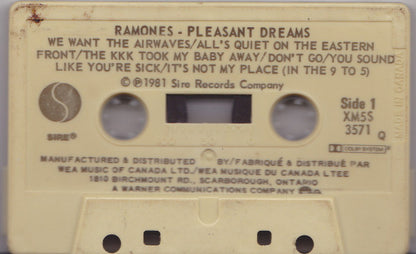 RAMONES - PLEASANT DREAMS
WE WANT THE AIRWAVES/ALL'S QUIET ON THE EASTERN
FRONT/THE KKK TOOK MY BABY AWAY/DON'T GO/YOU SOUND
LIKE YOU'RE SICK/IT'S NOT MY PLACE (IN THE 9 TO 5)
© ℗ 1981 Sire Records Company
MADE IN CANADA
SIRE
Side 1
XM5S
3571 Q
DOLBY SYSTEM
MANUFACTURED & DISTRIBUTED BY/FABRIQUÉ & DISTRIBUÉ PAR
WEA MUSIC OF CANADA LTD./WEA MUSIQUE DU CANADA LTEE
1810 BIRCHMOUNT RD., SCARBOROUGH, ONTARIO
A WARNER COMMUNICATIONS COMPANY